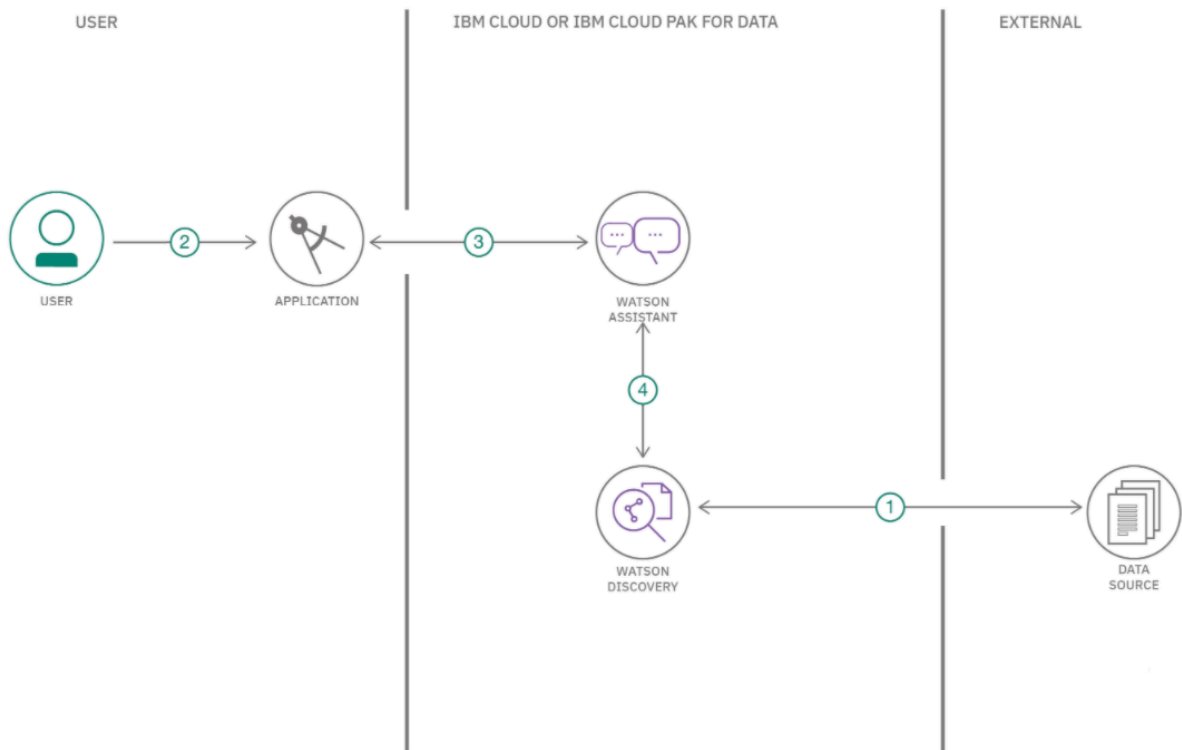 USER
IBM CLOUD OR IBM CLOUD PAK FOR DATA
EXTERNAL
2
3
USER
APPLICATION
WATSON
ASSISTANT
4
1
WATSON
DISCOVERY
DATA
SOURCE